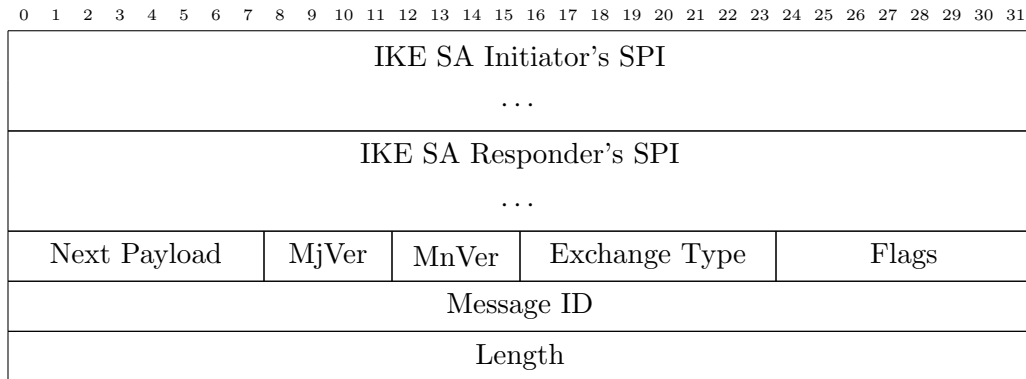 0 1 2 3 4 5 6 7 8 9 10 11 12 13 14 15 16 17 18 19 20 21 22 23 24 25 26 27 28 29 30 31
IKE SA Initiator's SPI
...
IKE SA Responder's SPI
...
Next Payload MjVer MnVer Exchange Type Flags
Message ID
Length